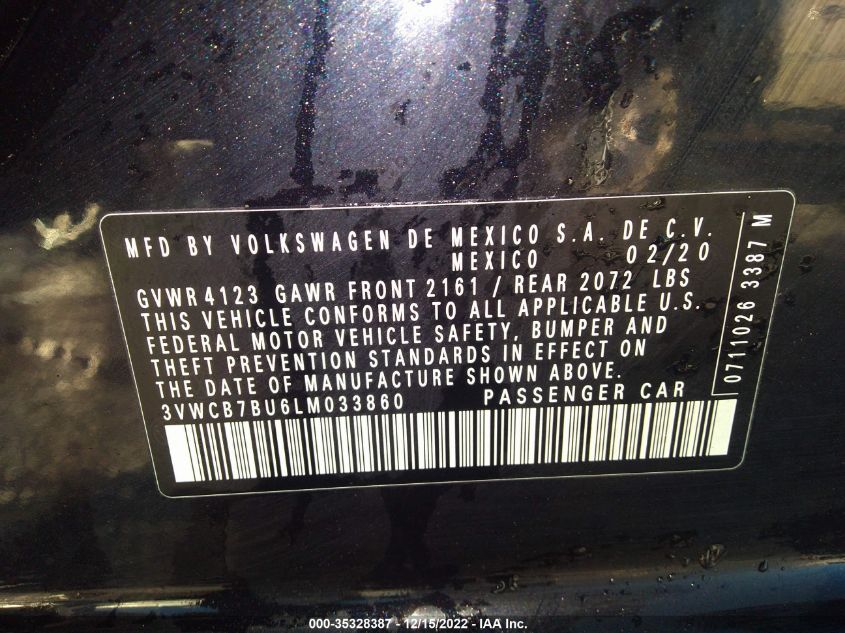 MFD BY VOLKSWAGEN DE MEXICO S.A. DE C.V.
MEXICO 02/20
GVWR 4123 GAWR FRONT 2161 / REAR 2072 LBS
THIS VEHICLE CONFORMS TO ALL APPLICABLE U.S.
FEDERAL MOTOR VEHICLE SAFETY, BUMPER AND
THEFT PREVENTION STANDARDS IN EFFECT ON
THE DATE OF MANUFACTURE SHOWN ABOVE.
3VWCB7BU6LM033860 PASSENGER CAR
0711026 3387 M
000-35328387 - 12/15/2022 - IAA Inc.